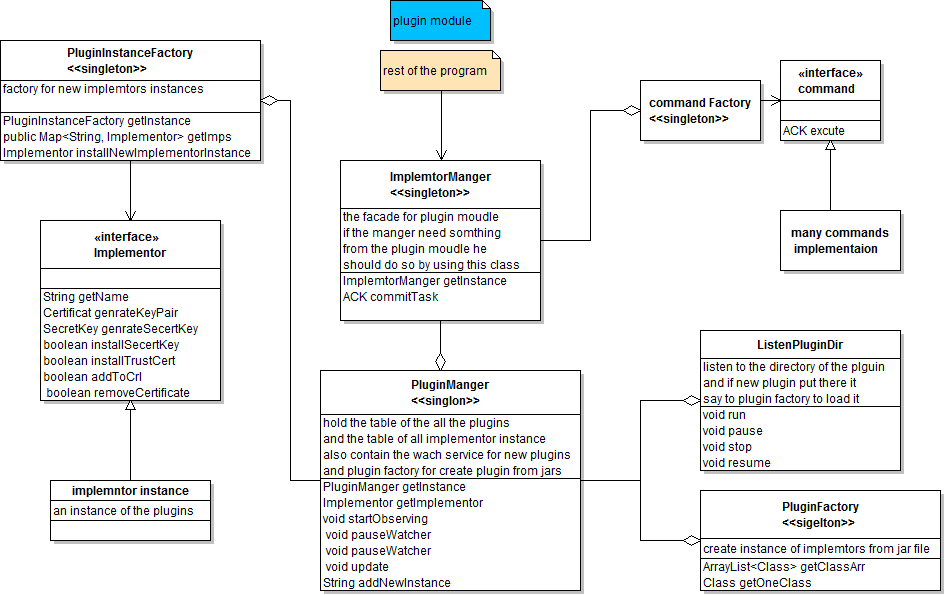 plugin module
rest of the program
PluginInstanceFactory
<<singleton>>
factory for new implemtors instances
PluginInstanceFactory getInstance
public Map<String, Implementor> getImps
Implementor installNewImplementorInstance
«interface»
Implementor
String getName
Certificat genrateKeyPair
SecretKey genrateSecertKey
boolean installSecertKey
boolean installTrustCert
boolean addToCrl
boolean removeCertificate
implemntor instance
an instance of the plugins
ImplemtorManger
<<singleton>>
the facade for plugin moudle
if the manger need somthing
from the plugin moudle he
should do so by using this class
ImplemtorManger getInstance
ACK commitTask
PluginManger
<<singlon>>
hold the table of the all the plugins
and the table of all implementor instance
also contain the wach service for new plugins
and plugin factory for create plugin from jars
PluginManger getInstance
Implementor getImplementor
void startObserving
void pauseWatcher
void pauseWatcher
void update
String addNewInstance
command Factory
<<singleton>>
«interface»
command
ACK excute
many commands
implementaion
ListenPluginDir
listen to the directory of the plguin
and if new plugin put there it
say to plugin factory to load it
void run
void pause
void stop
void resume
PluginFactory
<<sigelton>>
create instance of implemtors from jar file
ArrayList<Class> getClassArr
Class getOneClass